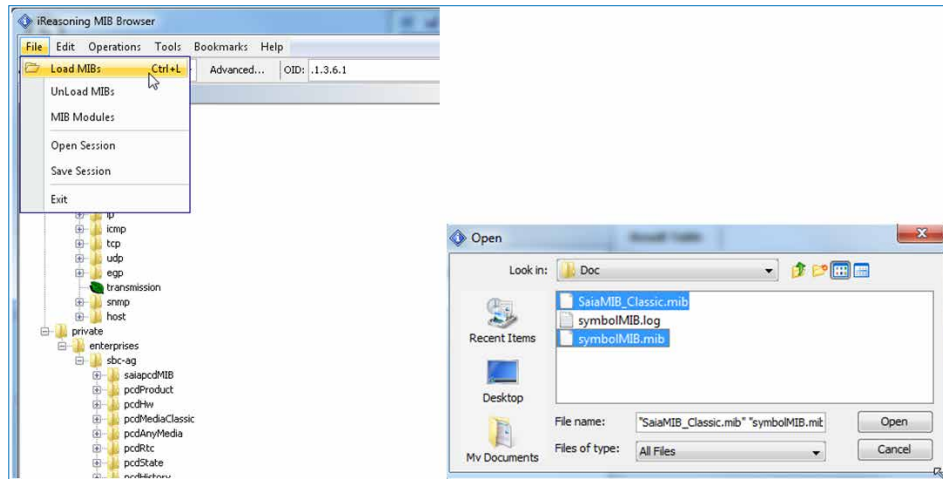 iReasoning MIB Browser
File Edit Operations Tools Bookmarks Help
Load MIBs Ctrl+L
Advanced... OID: .1.3.6.1
UnLoad MIBs
MIB Modules
Open Session
Save Session
Exit
ip
icmp
tcp
udp
egp
transmission
snmp
host
private
enterprises
sbc-ag
saiapcdMIB
pcdProduct
pcdHw
pcdMediaClassic
pcdAnyMedia
pcdRtc
pcdState
pcdHistory
Open
Look in: Doc
SaiaMIB_Classic.mib
symbolMIB.log
symbolMIB.mib
Recent Items
Desktop
My Documents
File name: "SaiaMIB_Classic.mib" "symbolMIB.mib
Open
Files of type: All Files
Cancel